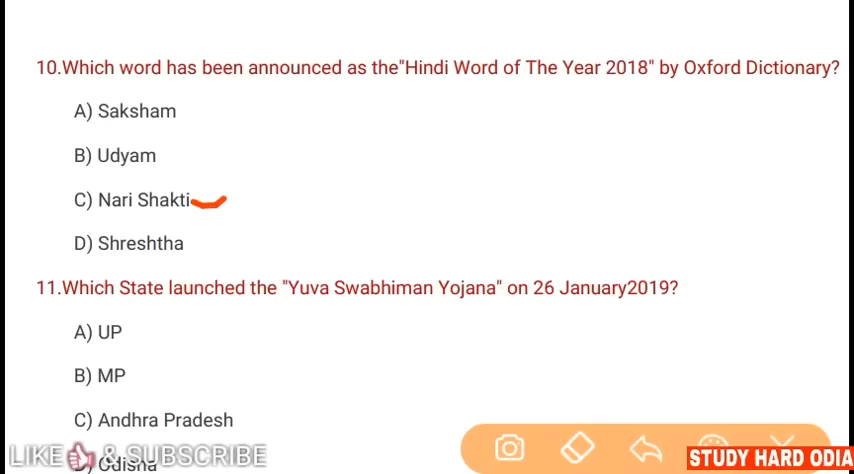 10.Which word has been announced as the"Hindi Word of The Year 2018" by Oxford Dictionary?
A) Saksham
B) Udyam
C) Nari Shakti
D) Shreshtha
11.Which State launched the "Yuva Swabhiman Yojana" on 26 January2019?
A) UP
B) MP
C) Andhra Pradesh
D) Odisha
LIKE & SUBSCRIBE
STUDY HARD ODIA